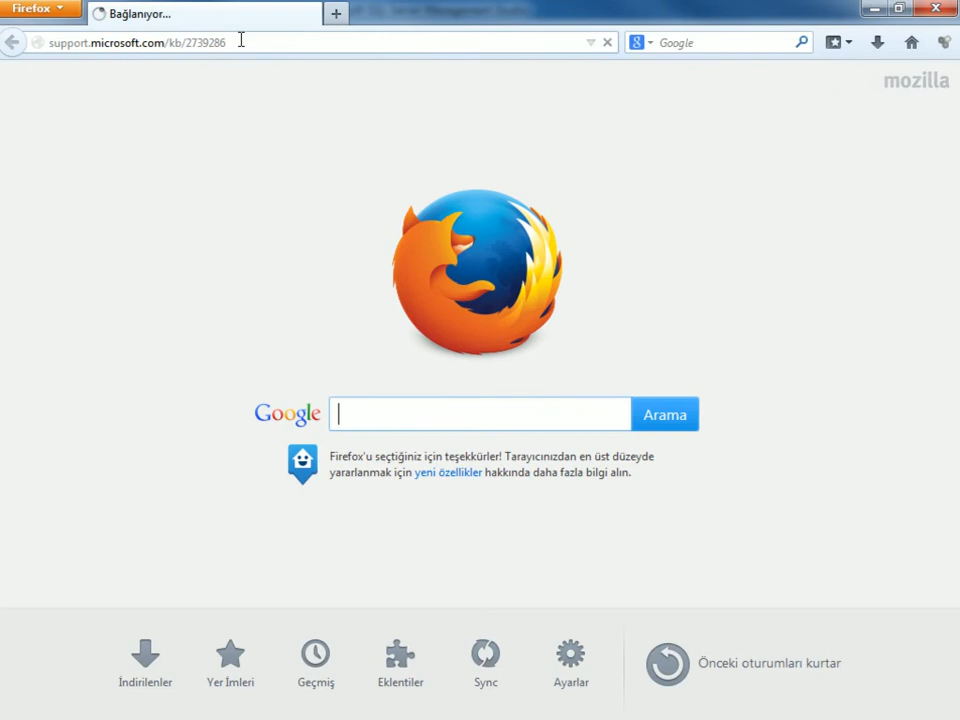 Firefox
Bağlanıyor...
support.microsoft.com/kb/2739286
Google
mozilla
Google
Arama
Firefox'u seçtiğiniz için teşekkürler! Tarayıcınızdan en üst düzeyde
yararlanmak için yeni özellikler hakkında daha fazla bilgi alın.
İndirilenler
Yer İmleri
Geçmiş
Eklentiler
Sync
Ayarlar
Önceki oturumları kurtar